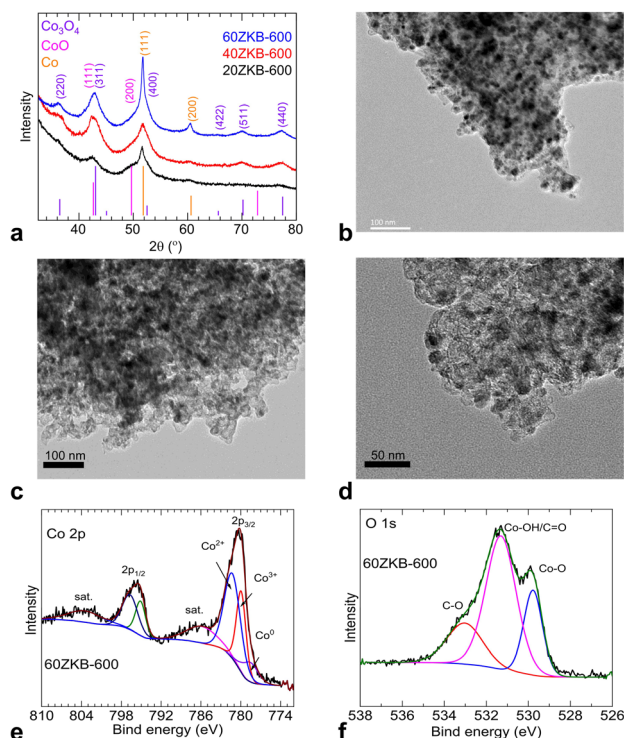 Co₃O₄
CoO
Co
60ZKB-600
40ZKB-600
20ZKB-600
(220)
(111)
(311)
(200)
(111)
(400)
(200)
(422)
(511)
(440)
Intensity
40 50 60 70 80
2θ (°)
a
100 nm
b
100 nm
c
50 nm
d
Co 2p
2p₃/₂
Co²⁺
2p₁/₂
Co³⁺
sat.
sat.
Co⁰
60ZKB-600
Intensity
810 804 798 792 786 780 774
Bind energy (eV)
e
O 1s
Co-OH/C=O
60ZKB-600
Co-O
C-O
Intensity
538 536 534 532 530 528 526
Bind energy (eV)
f